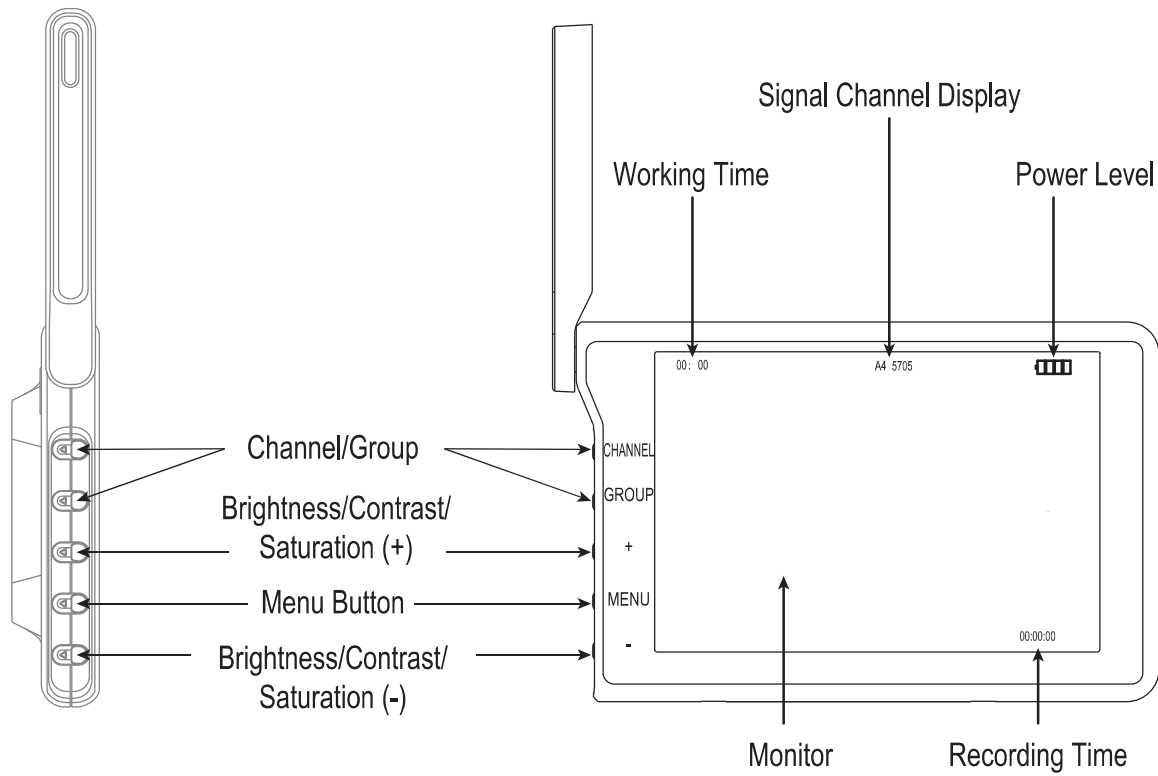 Signal Channel Display
Working Time
Power Level
00: 00
A4 5705
Channel/Group
CHANNEL
GROUP
Brightness/Contrast/
Saturation (+)
+
Menu Button
MENU
Brightness/Contrast/
Saturation (-)
-
00:00:00
Monitor
Recording Time